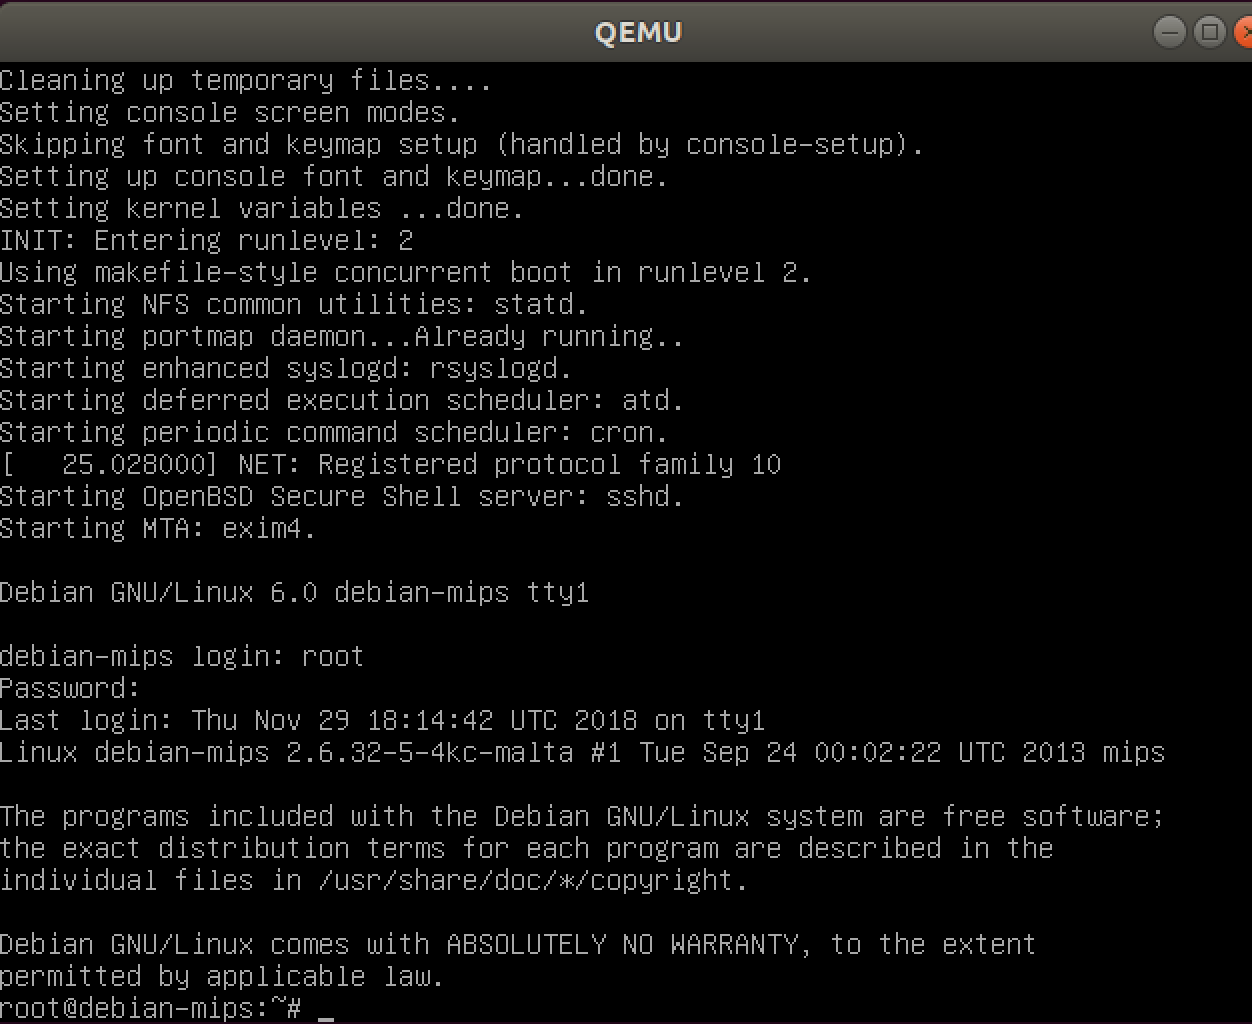 QEMU
Cleaning up temporary files....
Setting console screen modes.
Skipping font and keymap setup (handled by console-setup).
Setting up console font and keymap...done.
Setting kernel variables ...done.
INIT: Entering runlevel: 2
Using makefile-style concurrent boot in runlevel 2.
Starting NFS common utilities: statd.
Starting portmap daemon...Already running..
Starting enhanced syslogd: rsyslogd.
Starting deferred execution scheduler: atd.
Starting periodic command scheduler: cron.
[   25.028000] NET: Registered protocol family 10
Starting OpenBSD Secure Shell server: sshd.
Starting MTA: exim4.
Debian GNU/Linux 6.0 debian-mips tty1
debian-mips login: root
Password:
Last login: Thu Nov 29 18:14:42 UTC 2018 on tty1
Linux debian-mips 2.6.32-5-4kc-malta #1 Tue Sep 24 00:02:22 UTC 2013 mips
The programs included with the Debian GNU/Linux system are free software;
the exact distribution terms for each program are described in the
individual files in /usr/share/doc/*/copyright.
Debian GNU/Linux comes with ABSOLUTELY NO WARRANTY, to the extent
permitted by applicable law.
root@debian-mips:~# _